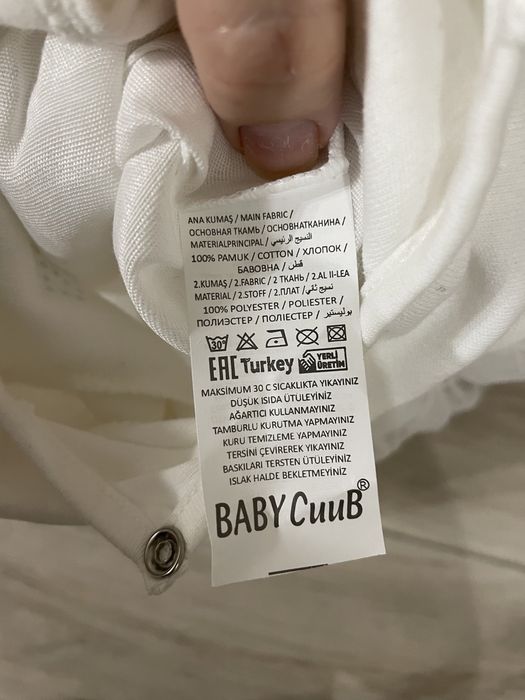 ANA KUMAŞ / MAIN FABRIC /
ОСНОВНАЯ ТКАМЬ / ОСНОВНАТКАНИНА /
MATERIALPRINCIPAL / النسيج الرئيسي
100% PAMUK / COTTON / ХЛОПОК /
БАВОВНА / قطن
2.KUMAŞ / 2.FABRIC / 2 ТКАНЬ / 2.AL II-LEA
MATERIAL / 2.STOFF / 2.ПЛАТ / نسيج ثاني
100% POLYESTER / POLIESTER /
ПОЛИЭСТЕР / ПОЛІЕСТЕР / بوليستير
30°
EAC Turkey YERLİ ÜRETİM
MAKSİMUM 30 C SICAKLIKTA YIKAYINIZ
DÜŞÜK ISIDA ÜTÜLEYİNİZ
AĞARTICI KULLANMAYINIZ
TAMBURLU KURUTMA YAPMAYINIZ
KURU TEMİZLEME YAPMAYINIZ
TERSİNİ ÇEVİREREK YIKAYINIZ
BASKILARI TERSTEN ÜTÜLEYİNİZ
ISLAK HALDE BEKLETMEYİNİZ
BABY CuuB®